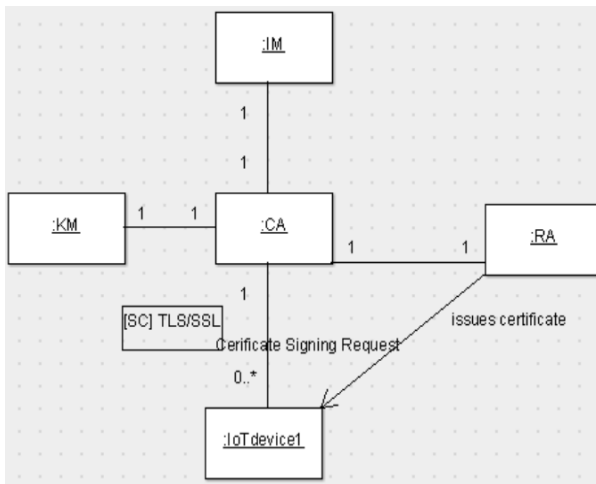 :IM
1
1
:KM
1
1
:CA
1
1
:RA
1
[SC] TLS/SSL
issues certificate
Cerificate Signing Request
0..*
:IoTdevice1